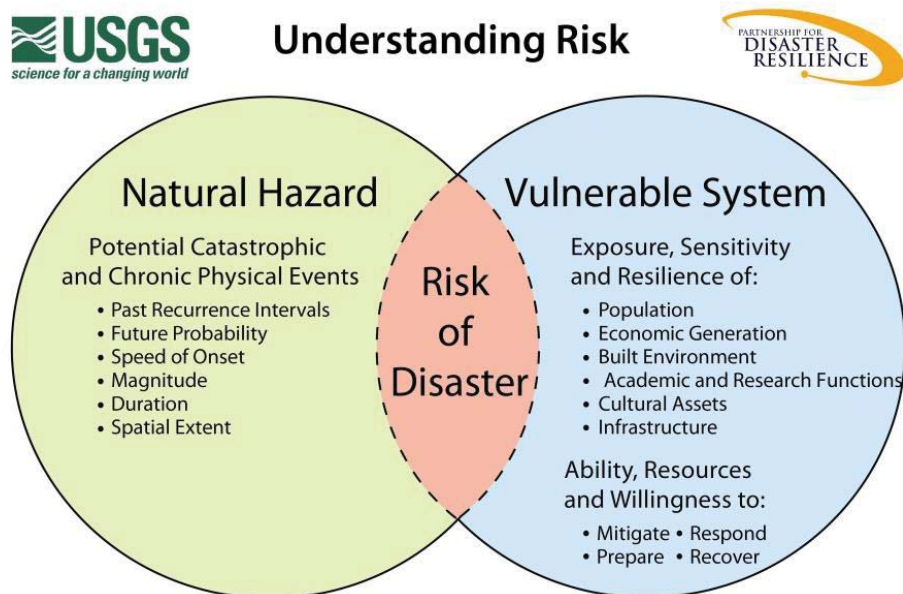 USGS
science for a changing world
Understanding Risk
PARTNERSHIP FOR
DISASTER
RESILIENCE
Natural Hazard
Potential Catastrophic
and Chronic Physical Events
• Past Recurrence Intervals
• Future Probability
• Speed of Onset
• Magnitude
• Duration
• Spatial Extent
Risk
of
Disaster
Vulnerable System
Exposure, Sensitivity
and Resilience of:
• Population
• Economic Generation
• Built Environment
• Academic and Research Functions
• Cultural Assets
• Infrastructure
Ability, Resources
and Willingness to:
• Mitigate • Respond
• Prepare • Recover